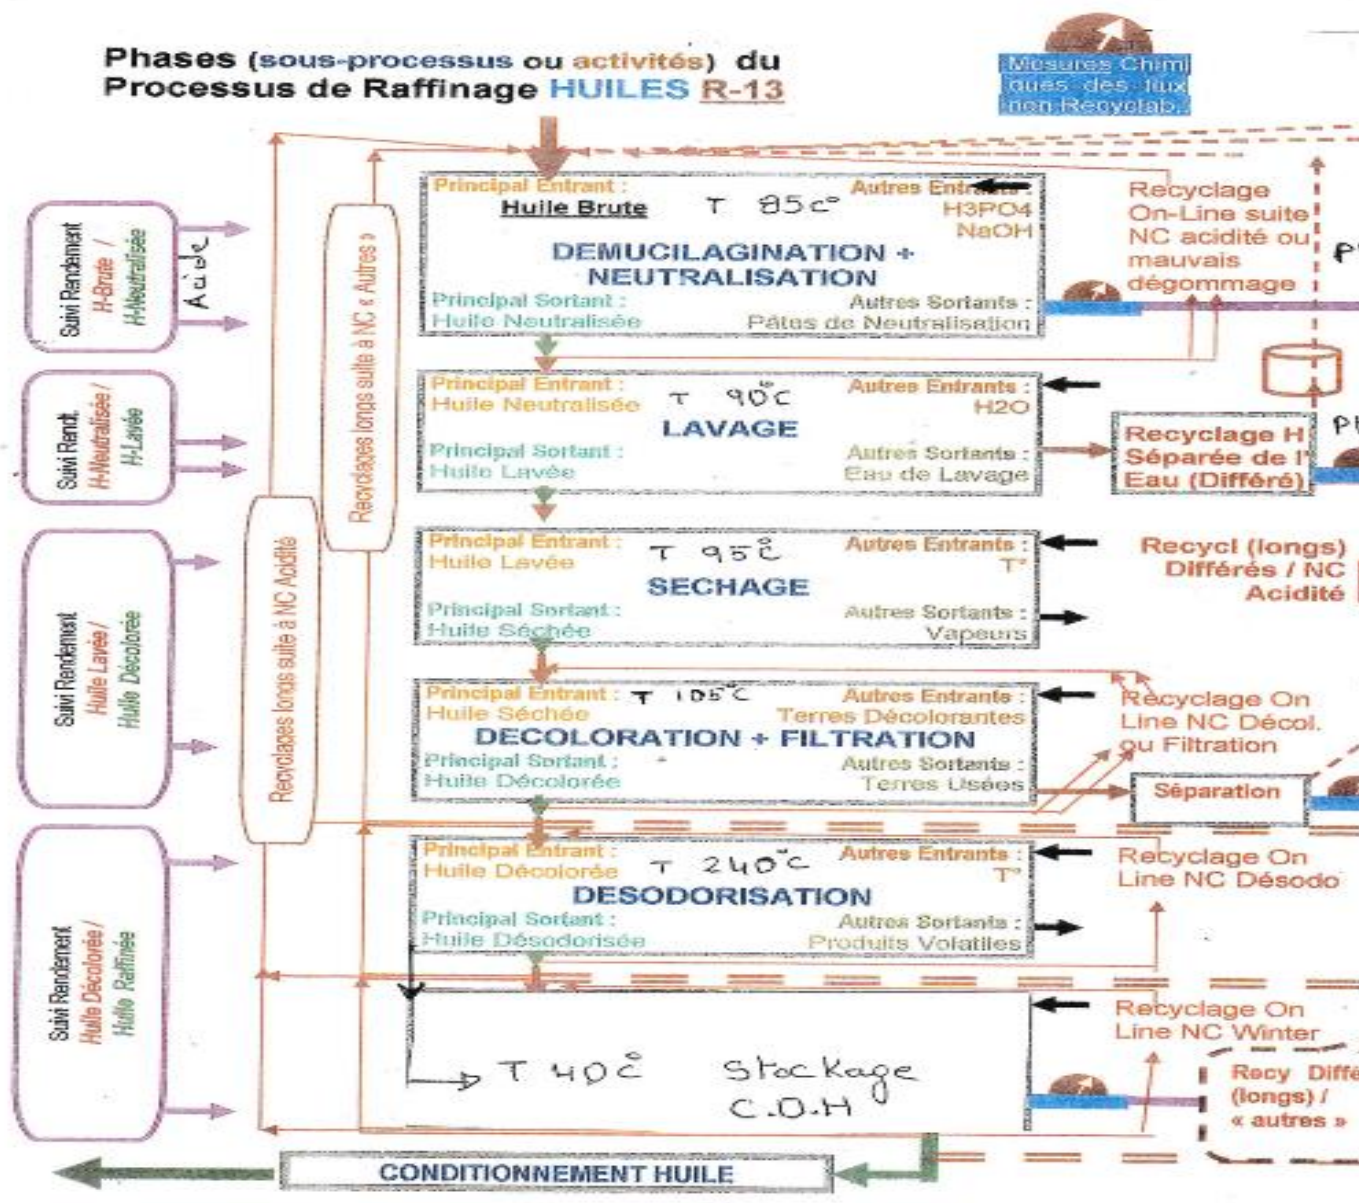 Phases (sous-processus ou activités) du
Processus de Raffinage HUILES R-13
Mesures Chimi
ques des flux
non Recyclab.
Principal Entrant :
Autres Entrants
Huile Brute
T 85c°
H3PO4
NaOH
DEMUCILAGINATION +
NEUTRALISATION
Principal Sortant :
Autres Sortants :
Huile Neutralisée
Pâtes de Neutralisation
Recyclage
On-Line suite
NC acidité ou
mauvais
dégommage
Suivi Rendement
H-Brute /
H-Neutralisée
Acide
Recyclages longs suite à NC « Autres »
Principal Entrant :
Autres Entrants :
Huile Neutralisée
T 90°c
H2O
LAVAGE
Principal Sortant :
Autres Sortants :
Huile Lavée
Eau de Lavage
Recyclage H
Séparée de l'
Eau (Différé)
Suivi Rendt.
H-Neutralisée /
H-Lavée
Recyclages longs suite à NC Acidité
Principal Entrant :
Autres Entrants :
Huile Lavée
T 95°c
T°
SECHAGE
Principal Sortant :
Autres Sortants :
Huile Séchée
Vapeurs
Recycl (longs)
Différés / NC
Acidité
Suivi Rendement
Huile Lavée /
Huile Décolorée
Principal Entrant :
Autres Entrants :
Huile Séchée
T 105°c
Terres Décolorantes
DECOLORATION + FILTRATION
Principal Sortant :
Autres Sortants :
Huile Décolorée
Terres Usées
Recyclage On
Line NC Décol.
ou Filtration
Séparation
Principal Entrant :
Autres Entrants :
Huile Décolorée
T 240°c
T°
DESODORISATION
Principal Sortant :
Autres Sortants :
Huile Désodorisée
Produits Volatiles
Recyclage On
Line NC Désodo
Suivi Rendement
Huile Décolorée /
Huile Raffinée
T 40°c
Stockage
C.O.H
Recyclage On
Line NC Winter
Recy Diffé
(longs) /
« autres »
CONDITIONNEMENT HUILE